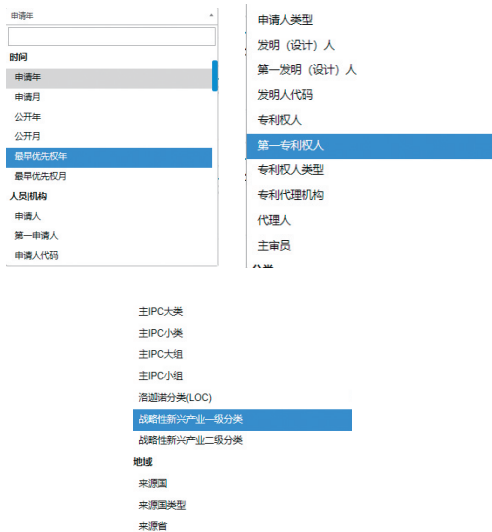 申请年
时间
申请年
申请月
公开年
公开月
最早优先权年
最早优先权月
人员|机构
申请人
第一申请人
申请人代码
申请人类型
发明（设计）人
第一发明（设计）人
发明人代码
专利权人
第一专利权人
专利权人类型
专利代理机构
代理人
主审员
主IPC大类
主IPC小类
主IPC大组
主IPC小组
洛迦诺分类(LOC)
战略性新兴产业一级分类
战略性新兴产业二级分类
地域
来源国
来源国类型
来源省